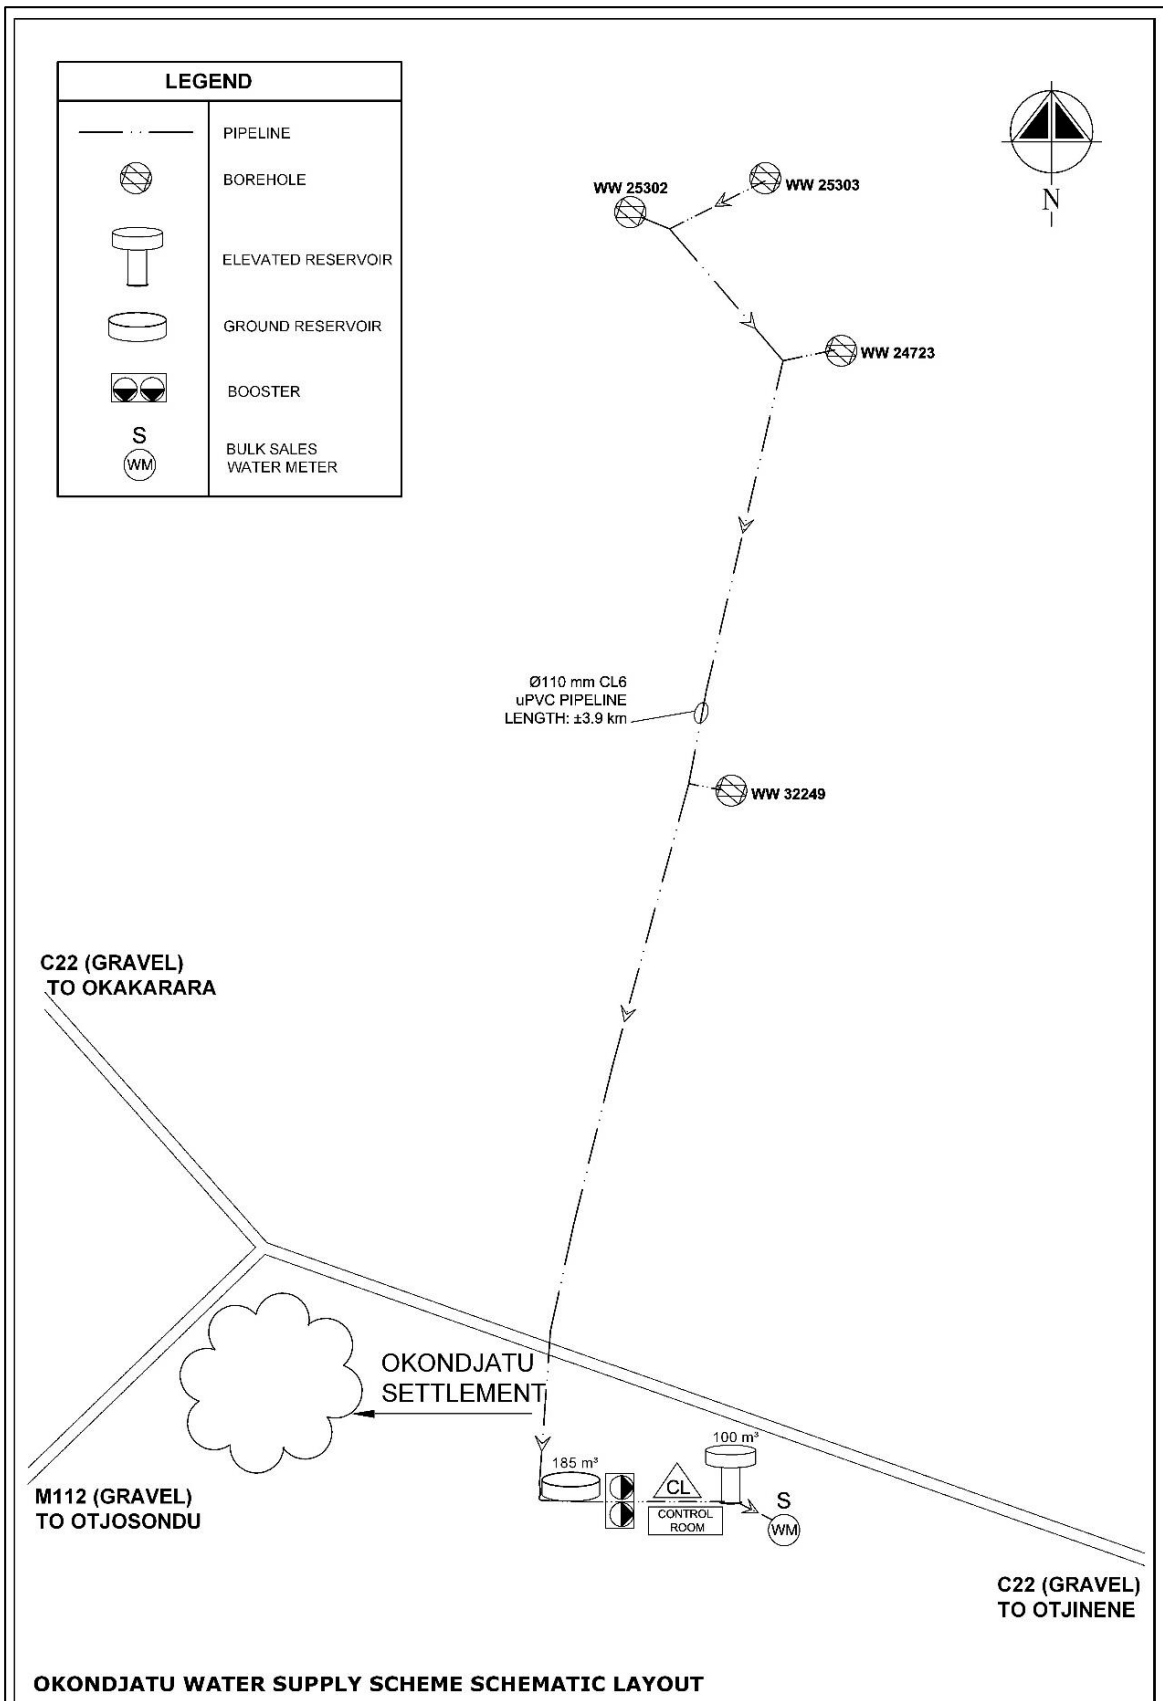 LEGEND
PIPELINE
BOREHOLE
ELEVATED RESERVOIR
GROUND RESERVOIR
BOOSTER
S
WM
BULK SALES
WATER METER
N
WW 25302
WW 25303
WW 24723
Ø110 mm CL6
uPVC PIPELINE
LENGTH: ±3.9 km
WW 32249
C22 (GRAVEL)
TO OKAKARARA
OKONDJATU
SETTLEMENT
M112 (GRAVEL)
TO OTJOSONDU
185 m³
CL
CONTROL
ROOM
100 m³
S
WM
C22 (GRAVEL)
TO OTJINENE
OKONDJATU WATER SUPPLY SCHEME SCHEMATIC LAYOUT